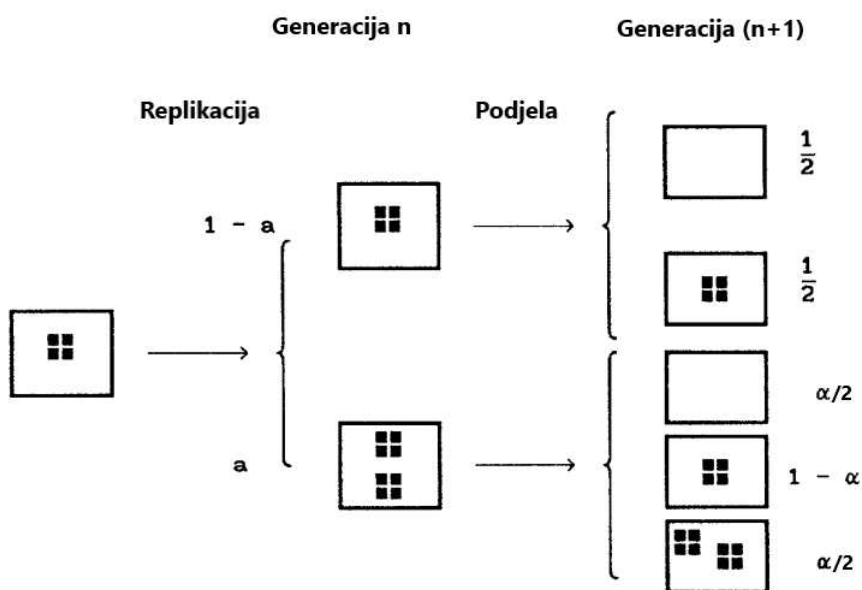 Generacija n
Generacija (n+1)
Replikacija
Podjela
1 - a
a
1/2
1/2
α/2
1 - α
α/2